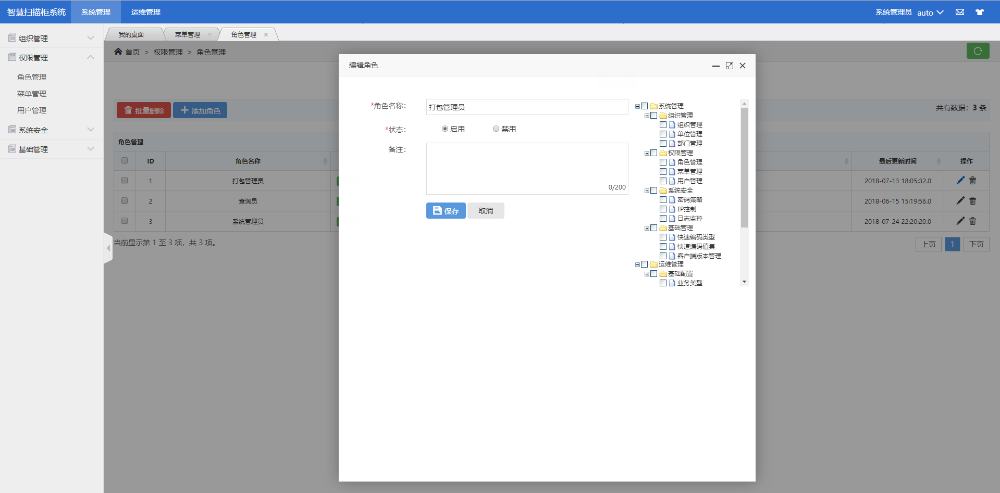 智慧扫描柜系统 系统管理 运维管理 系统管理员 auto
我的桌面 菜单管理 角色管理
首页 > 权限管理 > 角色管理
组织管理
权限管理
角色管理
菜单管理
用户管理
系统安全
基础管理
批量删除 添加角色 共有数据：3 条
角色管理
ID 角色名称 最后更新时间 操作
1 打包管理员 2018-07-13 18:05:32.0
2 查询员 2018-06-15 15:19:56.0
3 系统管理员 2018-07-24 22:20:20.0
当前显示第 1 至 3 项，共 3 项。 上页 1 下页
编辑角色
*角色名称： 打包管理员
*状态： 启用 禁用
备注：
0/200
保存 取消
系统管理
组织管理
组织管理
单位管理
部门管理
权限管理
角色管理
菜单管理
用户管理
系统安全
密码策略
IP控制
日志监控
基础管理
快速编码类型
快速编码值集
客户端版本管理
运维管理
基础配置
业务类型